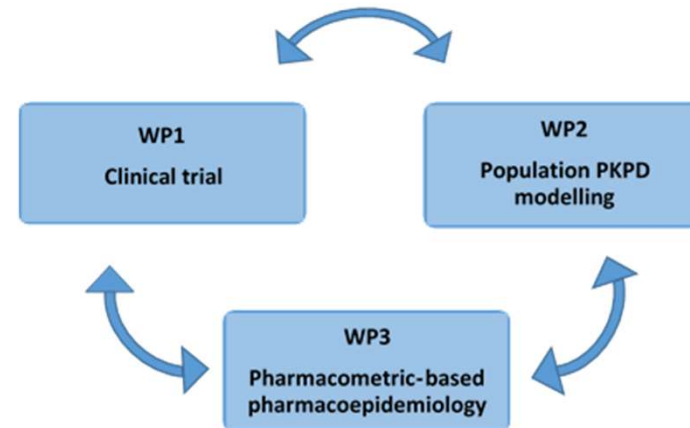 WP1
Clinical trial
WP2
Population PKPD
modelling
WP3
Pharmacometric-based
pharmacoepidemiology